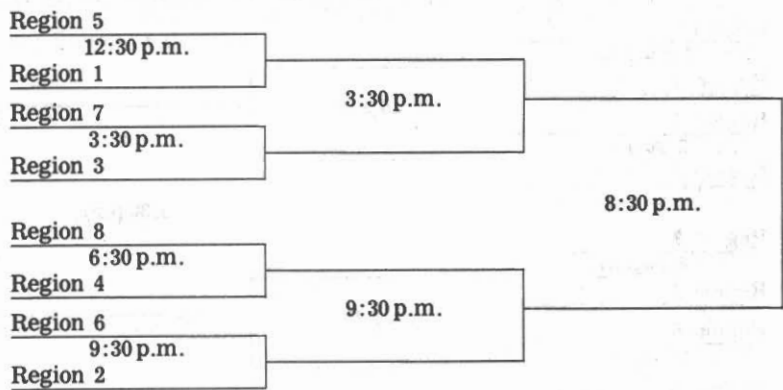 Region 5
12:30 p.m.
Region 1
3:30 p.m.
Region 7
3:30 p.m.
Region 3
8:30 p.m.
Region 8
6:30 p.m.
Region 4
9:30 p.m.
Region 6
9:30 p.m.
Region 2